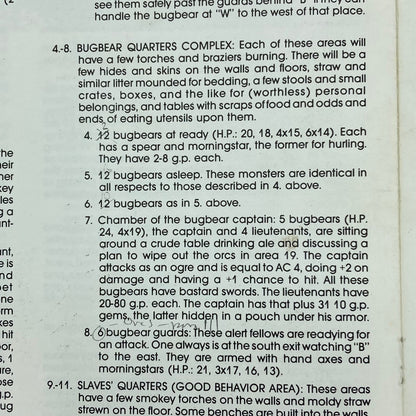 see them safely past the guards behind "B" if they can
handle the bugbear at "W" to the west of that place.
4.-8. BUGBEAR QUARTERS COMPLEX: Each of these areas will
have a few torches and braziers burning. There will be a
few hides and skins on the walls and floors, straw and
similar litter mounded for bedding, a few stools and small
crates, boxes, and the like for (worthless) personal
belongings, and tables with scraps of food and odds and
ends of eating utensils upon them.
4. 12 bugbears at ready (H.P.: 20, 18, 4x15, 6x14). Each
has a spear and morningstar, the former for hurling.
They have 2-8 g.p. each.
5. 12 bugbears asleep. These monsters are identical in
all respects to those described in 4. above.
6. 12 bugbears as in 5. above.
7. Chamber of the bugbear captain: 5 bugbears (H.P.
24, 4x19), the captain and 4 lieutenants, are sitting
around a crude table drinking ale and discussing a
plan to wipe out the orcs in area 19. The captain
attacks as an ogre and is equal to AC 4, doing +2 on
damage and having a +1 chance to hit. All these
bugbears have bastard swords. The lieutenants have
20-80 g.p. each. The captain has that plus 31 10 g.p.
gems, the latter hidden in a pouch under his armor.
8. 6 bugbear guards: These alert fellows are readying for
an attack. One always is at the south exit watching "B"
to the east. They are armed with hand axes and
morningstars (H.P.: 21, 3x17, 16, 13).
9.-11. SLAVES' QUARTERS (GOOD BEHAVIOR AREA): These areas
have a few smokey torches on the walls and moldy straw
strewn on the floor. Some benches are built into the walls